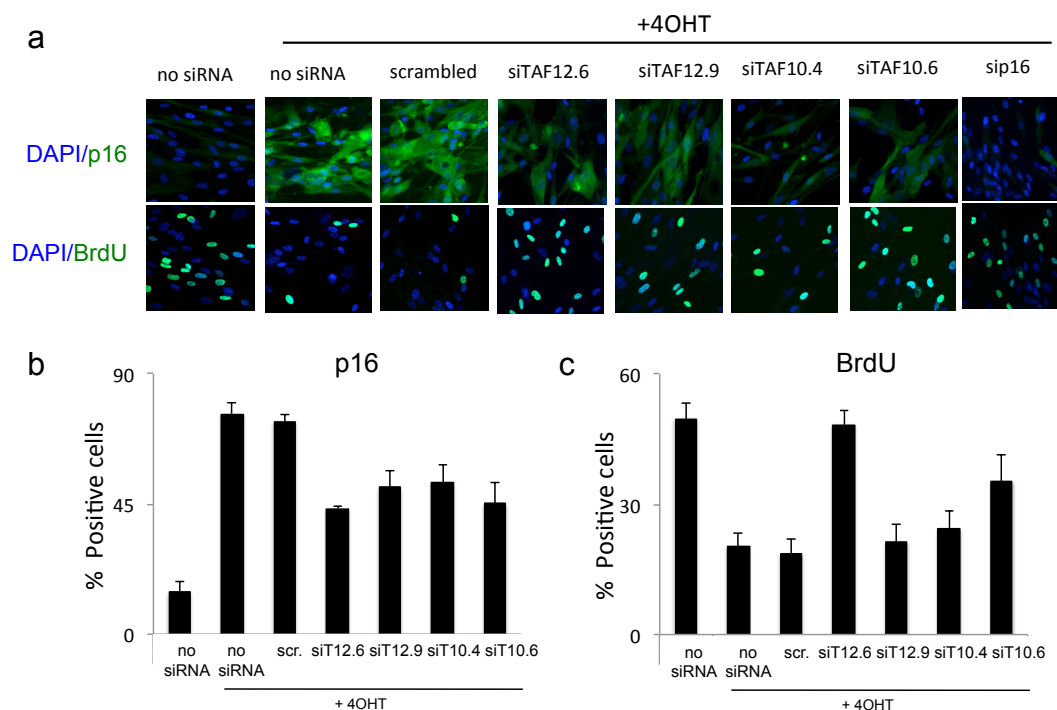 a
+4OHT
no siRNA no siRNA scrambled siTAF12.6 siTAF12.9 siTAF10.4 siTAF10.6 sip16
DAPI/p16
DAPI/BrdU
b
p16
% Positive cells
90
45
0
no siRNA
no siRNA
scr.
siT12.6
siT12.9
siT10.4
siT10.6
+ 4OHT
c
BrdU
% Positive cells
60
30
0
no siRNA
no siRNA
scr.
siT12.6
siT12.9
siT10.4
siT10.6
+ 4OHT